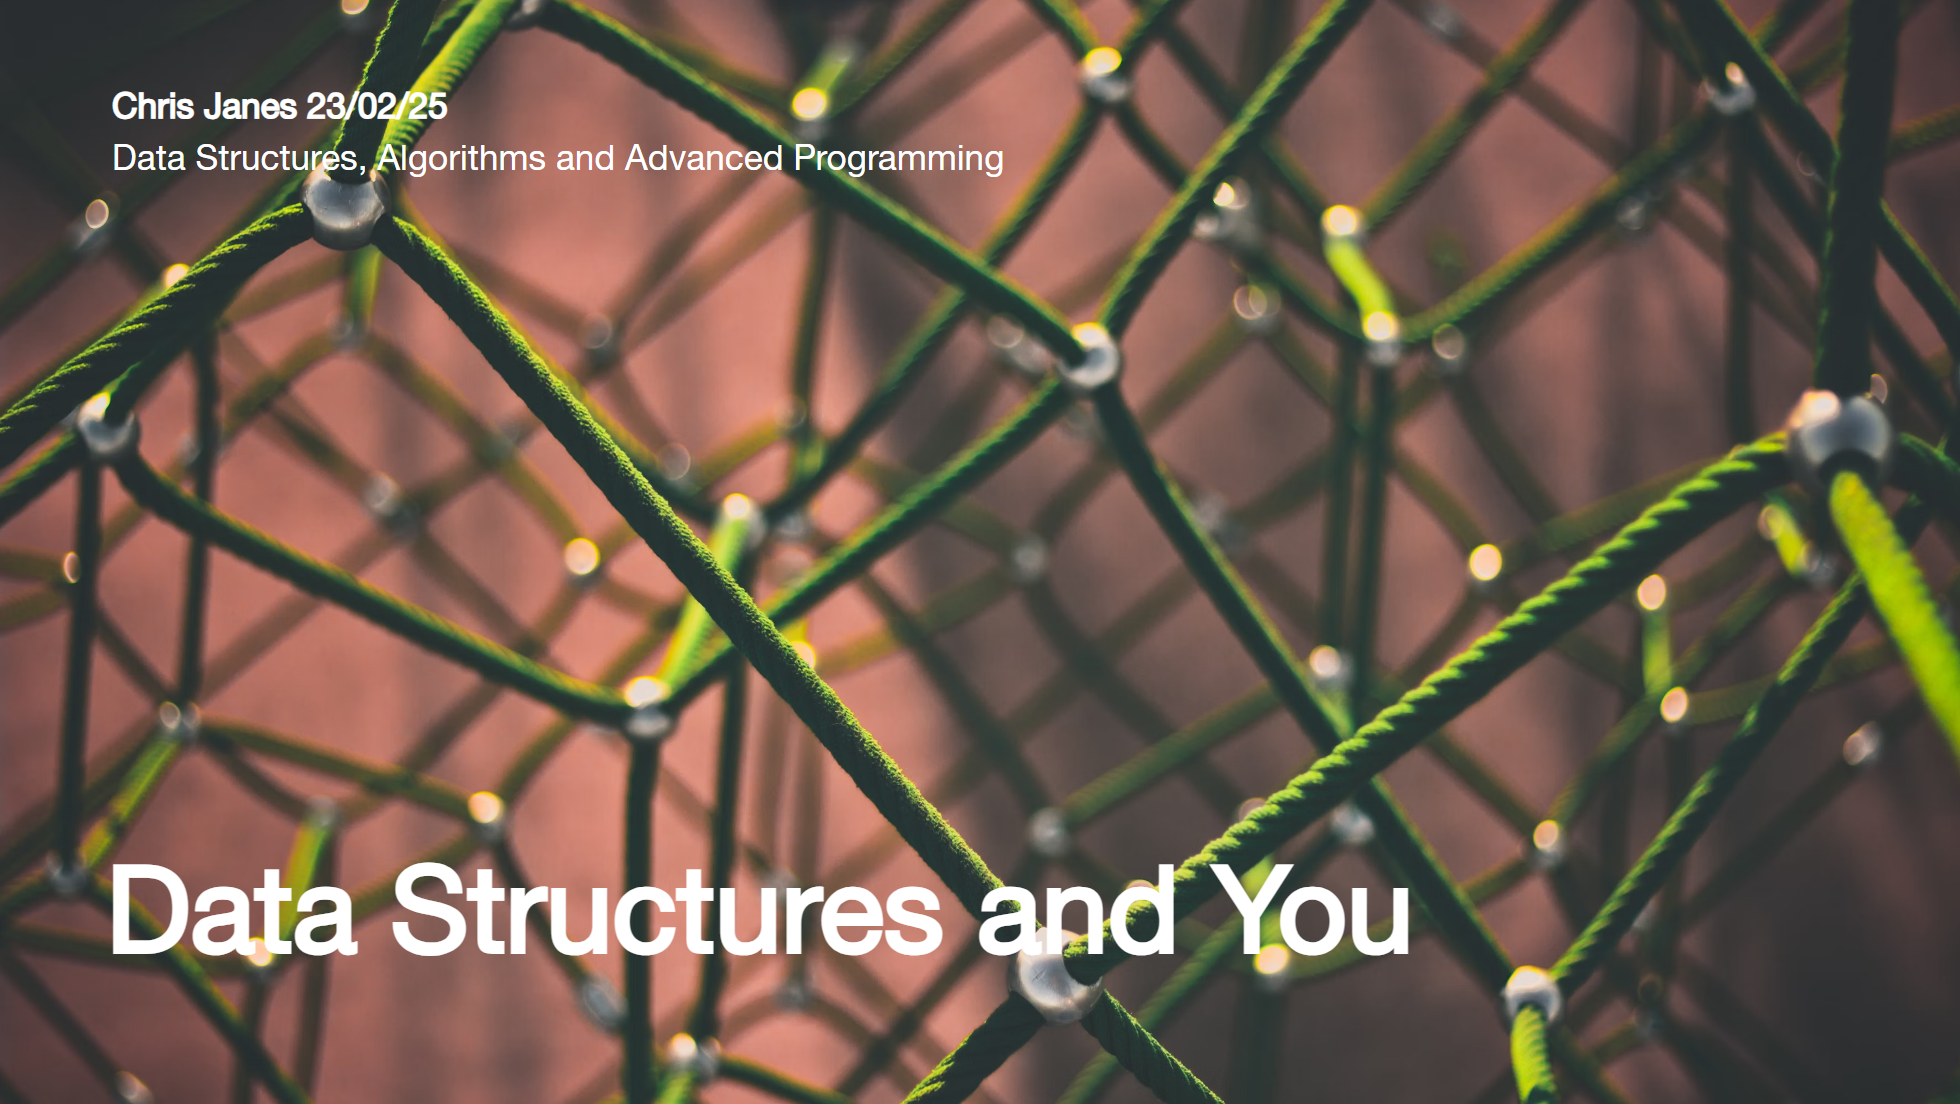 Chris Janes 23/02/25
Data Structures, Algorithms and Advanced Programming
Data Structures and You